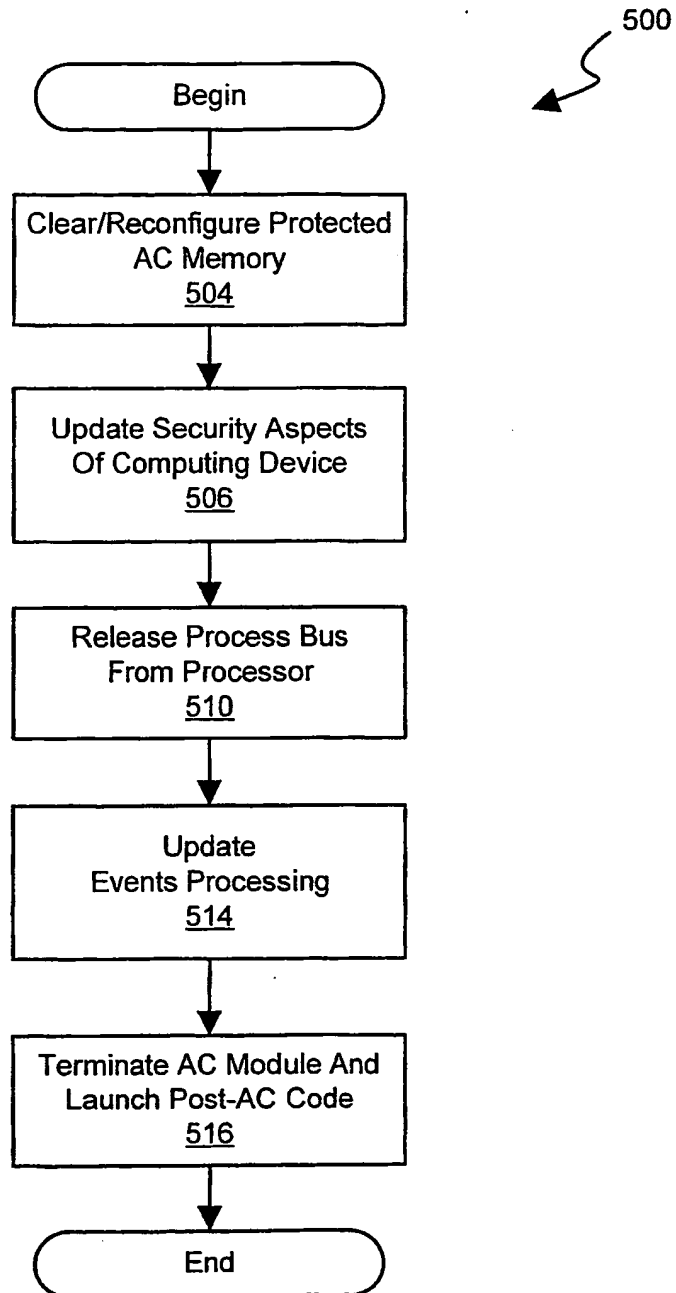 500
Begin
Clear/Reconfigure Protected
AC Memory
504
Update Security Aspects
Of Computing Device
506
Release Process Bus
From Processor
510
Update
Events Processing
514
Terminate AC Module And
Launch Post-AC Code
516
End